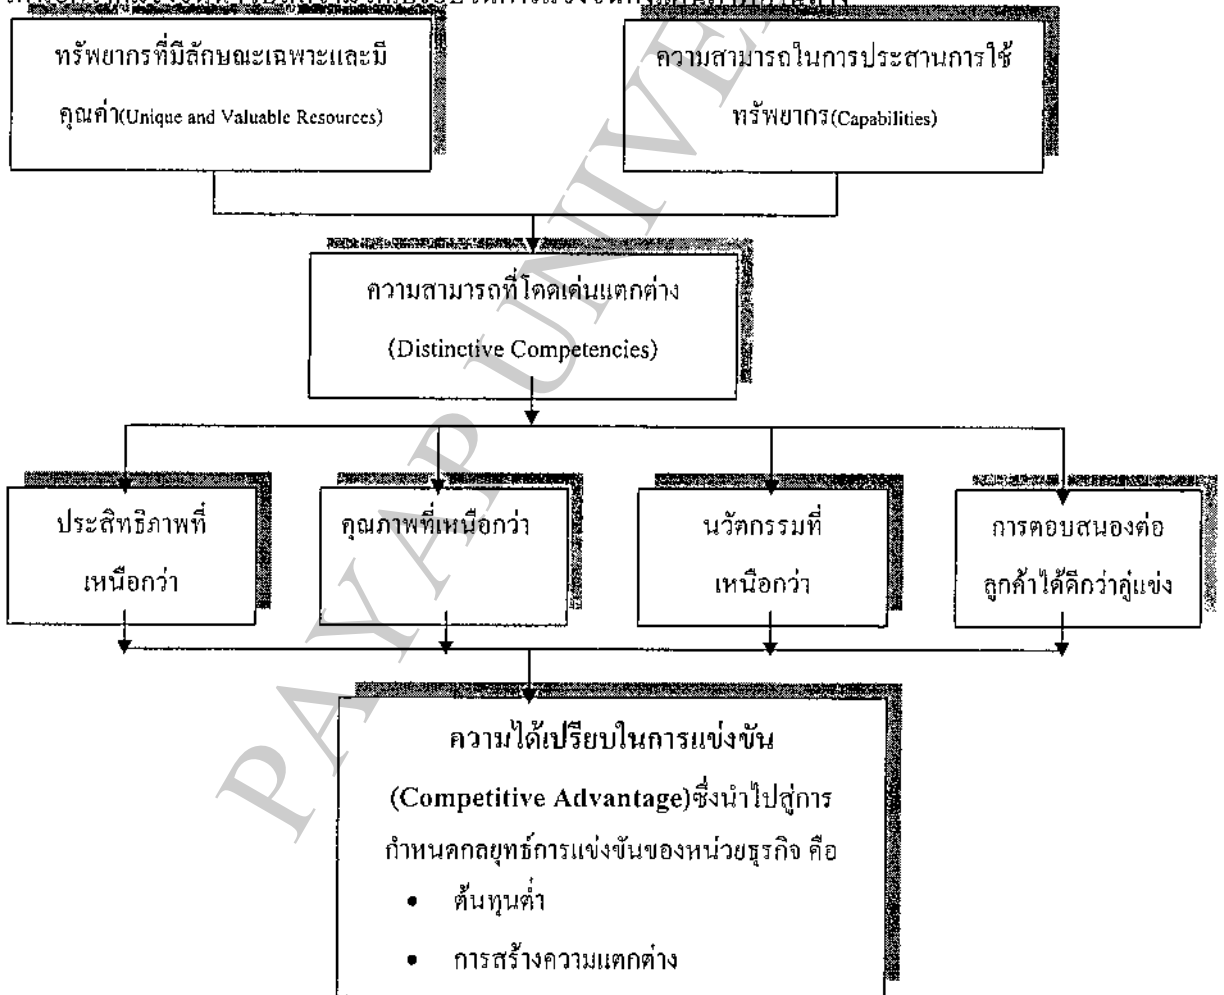 ทรัพยากรที่มีลักษณะเฉพาะและมี
คุณค่า(Unique and Valuable Resources)
ความสามารถในการประสานการใช้
ทรัพยากร(Capabilities)
ความสามารถที่โดดเด่นแตกต่าง
(Distinctive Competencies)
ประสิทธิภาพที่
เหนือกว่า
คุณภาพที่เหนือกว่า
นวัตกรรมที่
เหนือกว่า
การตอบสนองต่อ
ลูกค้าได้ดีกว่าคู่แข่ง
ความได้เปรียบในการแข่งขัน
(Competitive Advantage)ซึ่งนำไปสู่การ
กำหนดกลยุทธ์การแข่งขันของหน่วยธุรกิจ คือ
• ต้นทุนต่ำ
• การสร้างความแตกต่าง
PAYAP UNIVE